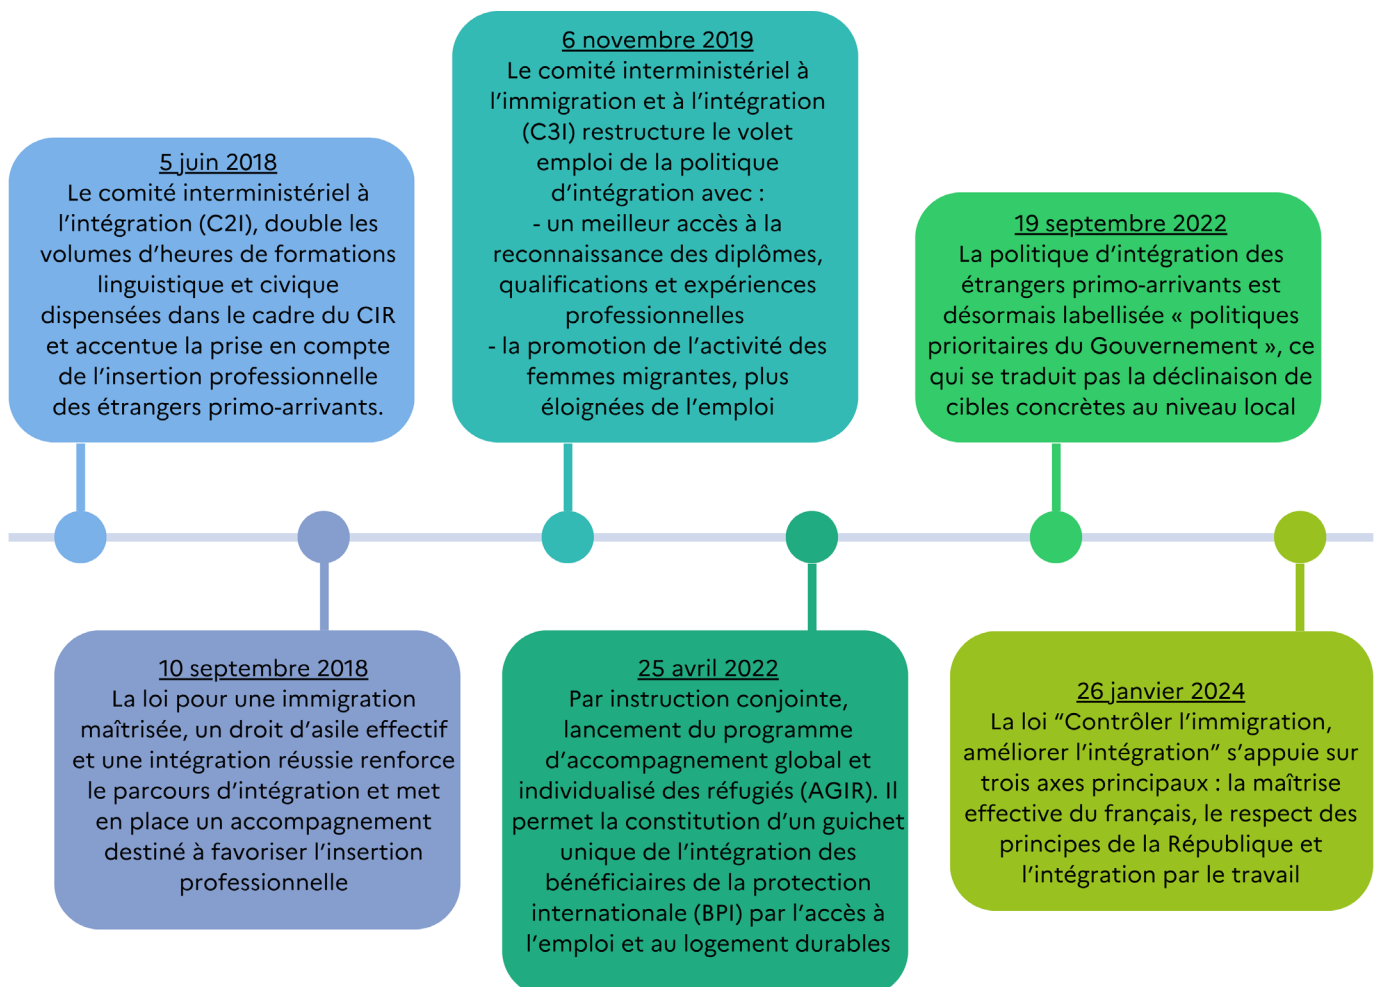 5 juin 2018
Le comité interministériel à
l’intégration (C2I), double les
volumes d’heures de formations
linguistique et civique
dispensées dans le cadre du CIR
et accentue la prise en compte
de l’insertion professionnelle
des étrangers primo-arrivants.
10 septembre 2018
La loi pour une immigration
maîtrisée, un droit d’asile effectif
et une intégration réussie renforce
le parcours d’intégration et met
en place un accompagnement
destiné à favoriser l’insertion
professionnelle
6 novembre 2019
Le comité interministériel à
l’immigration et à l’intégration
(C3I) restructure le volet
emploi de la politique
d’intégration avec :
- un meilleur accès à la
reconnaissance des diplômes,
qualifications et expériences
professionnelles
- la promotion de l’activité des
femmes migrantes, plus
éloignées de l’emploi
25 avril 2022
Par instruction conjointe,
lancement du programme
d’accompagnement global et
individualisé des réfugiés (AGIR). Il
permet la constitution d’un guichet
unique de l’intégration des
bénéficiaires de la protection
internationale (BPI) par l’accès à
l’emploi et au logement durables
19 septembre 2022
La politique d’intégration des
étrangers primo-arrivants est
désormais labellisée « politiques
prioritaires du Gouvernement », ce
qui se traduit pas la déclinaison de
cibles concrètes au niveau local
26 janvier 2024
La loi “Contrôler l’immigration,
améliorer l’intégration” s’appuie sur
trois axes principaux : la maîtrise
effective du français, le respect des
principes de la République et
l’intégration par le travail